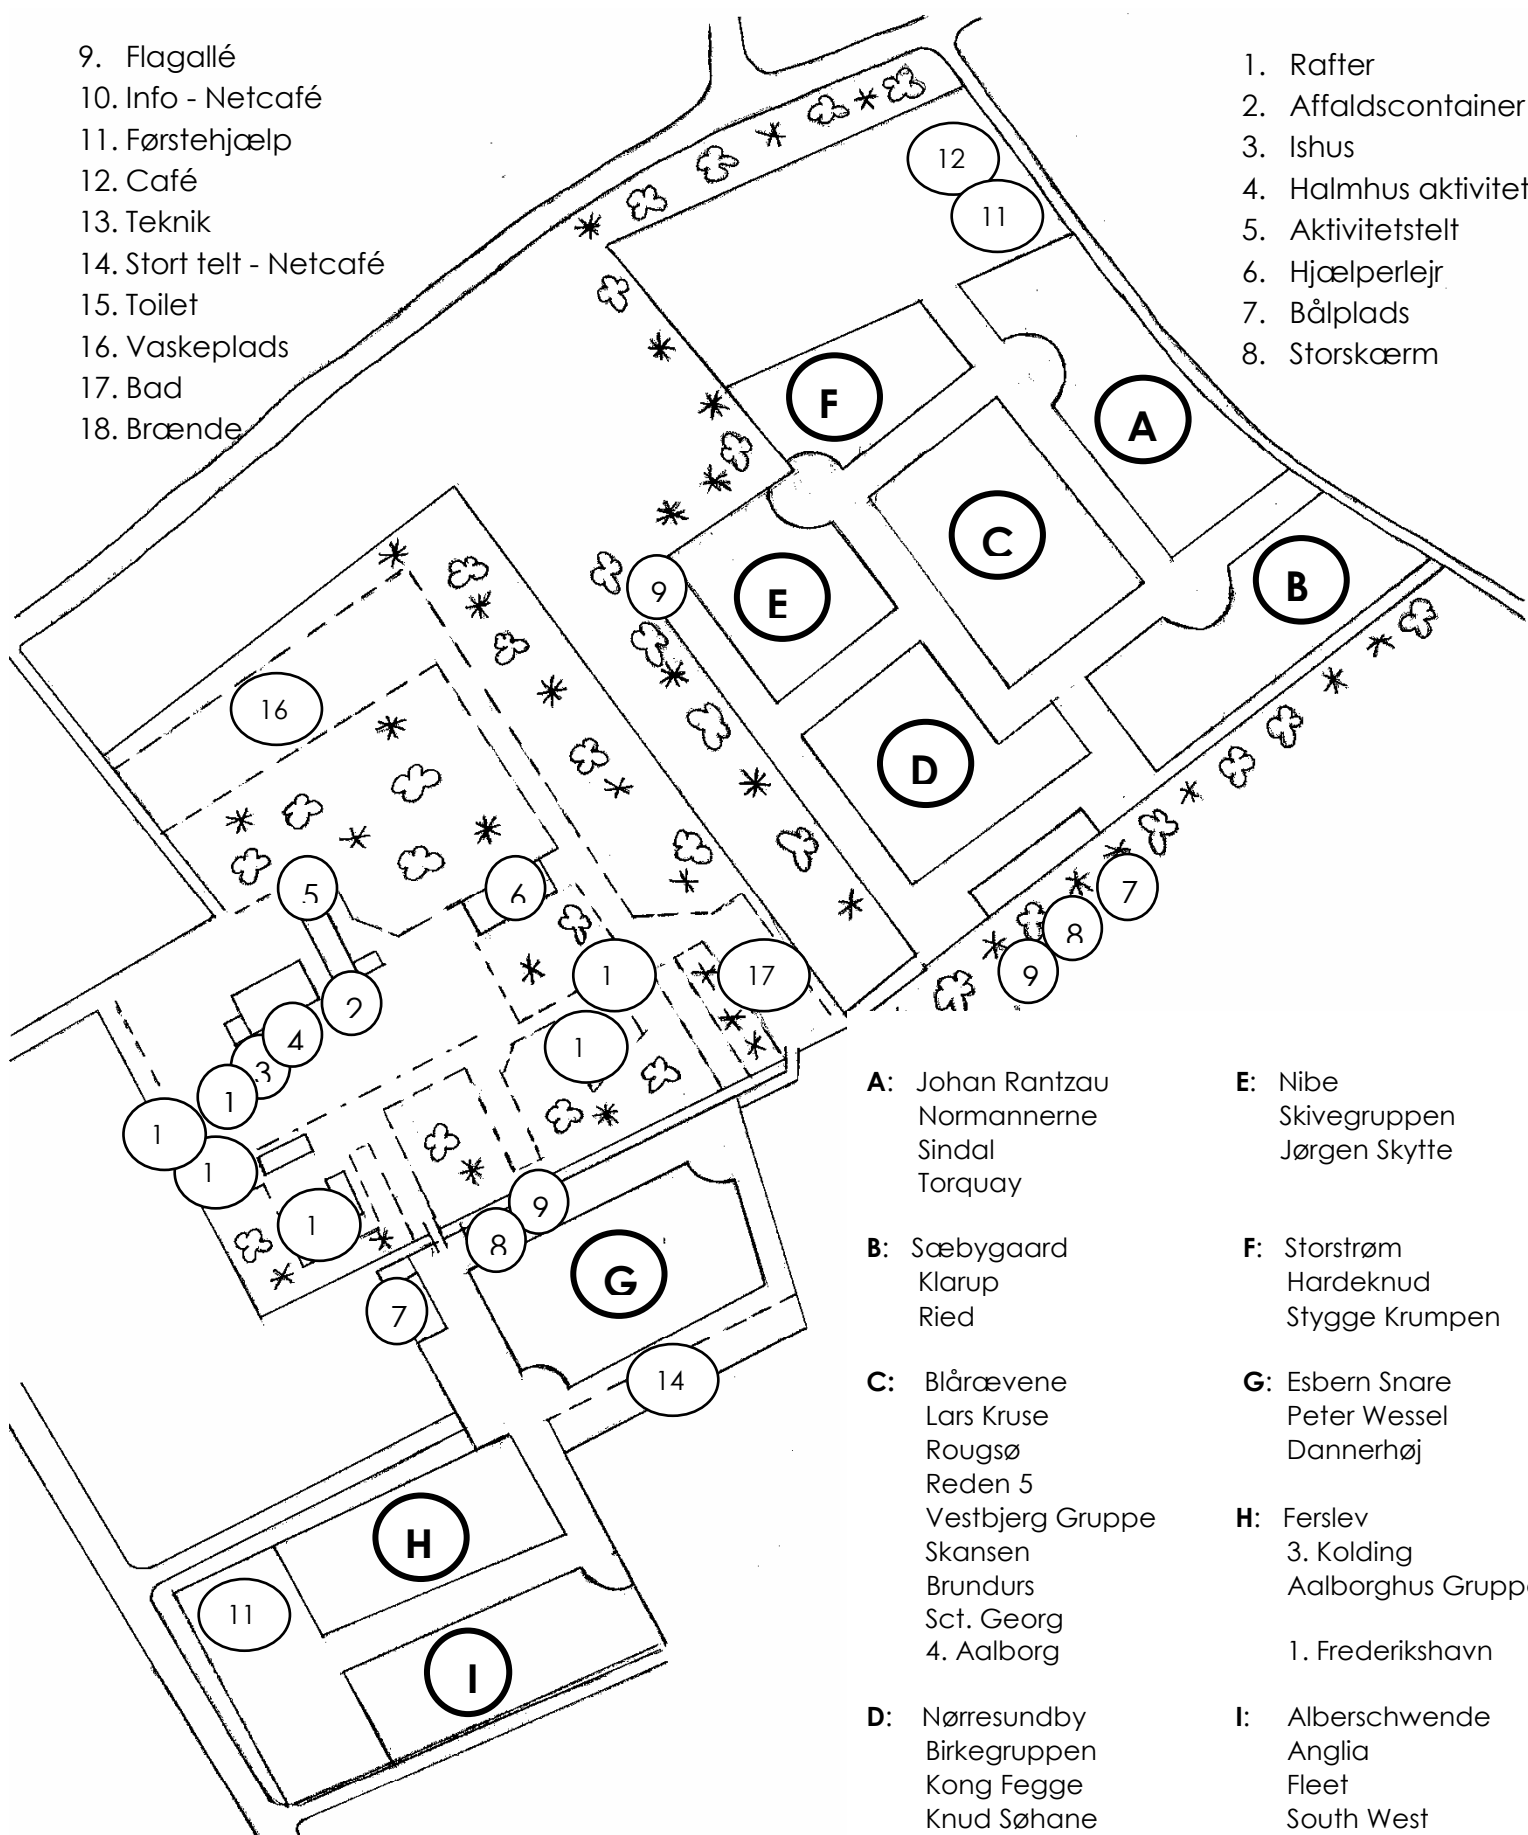 9. Flagallé
10. Info - Netcafé
11. Førstehjælp
12. Café
13. Teknik
14. Stort telt - Netcafé
15. Toilet
16. Vaskeplads
17. Bad
18. Brænde
1. Rafter
2. Affaldscontainer
3. Ishus
4. Halmhus aktivitet
5. Aktivitetstelt
6. Hjælperlejr
7. Bålplads
8. Storskærm
12
11
F
A
C
B
9
E
16
D
5
6
7
8
9
1
17
2
4
1
3
1
1
1
1
9
8
G
7
14
H
11
I
A: Johan Rantzau
Normannerne
Sindal
Torquay
B: Sæbygaard
Klarup
Ried
C: Blårævene
Lars Kruse
Rougsø
Reden 5
Vestbjerg Gruppe
Skansen
Brundurs
Sct. Georg
4. Aalborg
D: Nørresundby
Birkegruppen
Kong Fegge
Knud Søhane
E: Nibe
Skivegruppen
Jørgen Skytte
F: Storstrøm
Hardeknud
Stygge Krumpen
G: Esbern Snare
Peter Wessel
Dannerhøj
H: Ferslev
3. Kolding
Aalborghus Gruppe
1. Frederikshavn
I: Alberschwende
Anglia
Fleet
South West